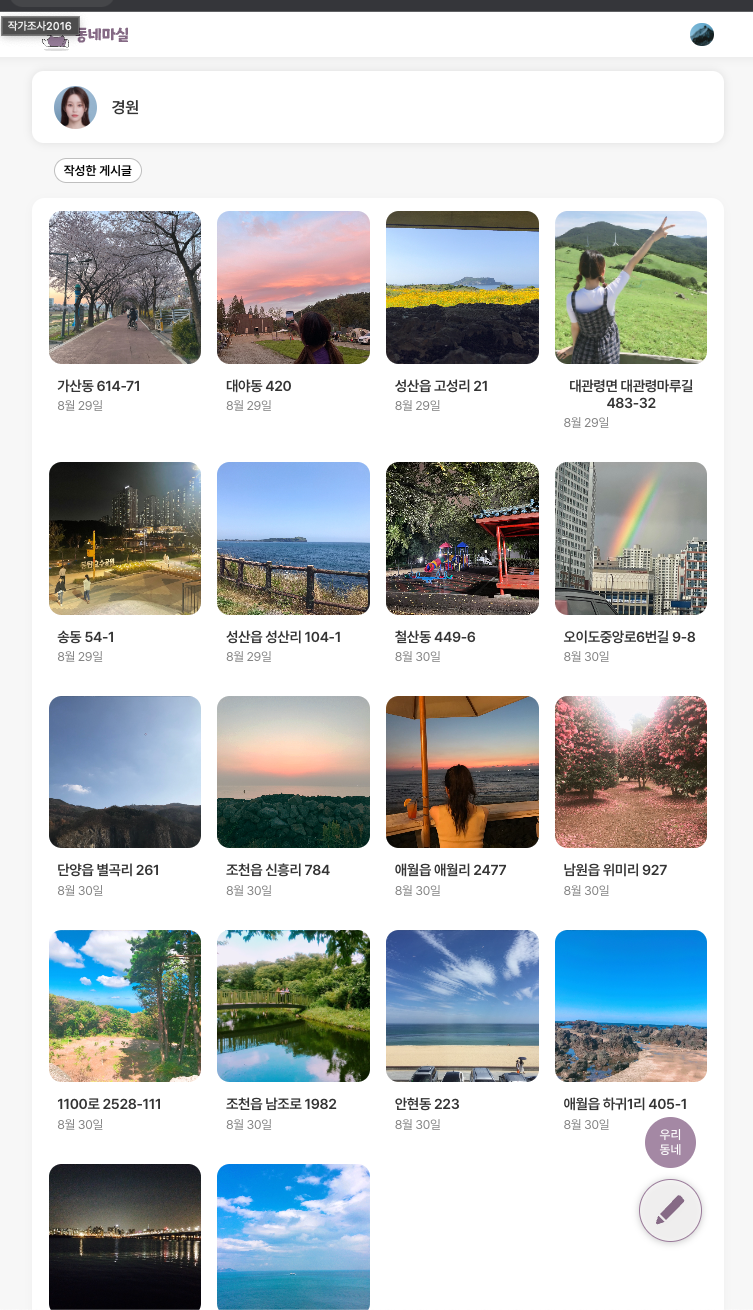 작가조사2016
동네마실
경원
작성한 게시글
가산동 614-71
8월 29일
대야동 420
8월 29일
성산읍 고성리 21
8월 29일
대관령면 대관령마루길
483-32
8월 29일
송동 54-1
8월 29일
성산읍 성산리 104-1
8월 29일
철산동 449-6
8월 30일
오이도중앙로6번길 9-8
8월 30일
단양읍 별곡리 261
8월 30일
조천읍 신흥리 784
8월 30일
애월읍 애월리 2477
8월 30일
남원읍 위미리 927
8월 30일
1100로 2528-111
8월 30일
조천읍 남조로 1982
8월 30일
안현동 223
8월 30일
애월읍 하귀1리 405-1
8월 30일
우리
동네